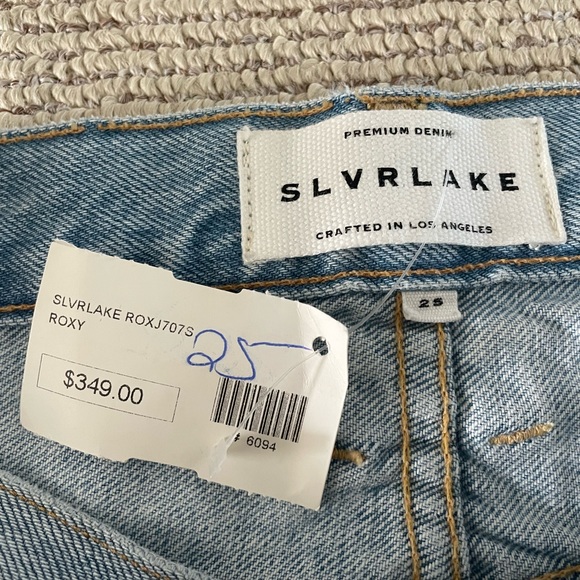 PREMIUM DENIM
SLVRLAKE
CRAFTED IN LOS ANGELES
25
SLVRLAKE ROXJ707S
ROXY
25
$349.00
# 6094